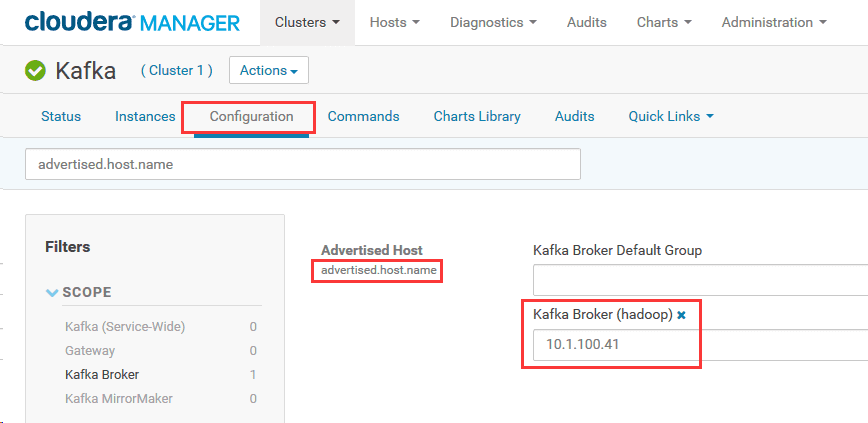 cloudera MANAGER Clusters Hosts Diagnostics Audits Charts Administration
Kafka ( Cluster 1 ) Actions
Status Instances Configuration Commands Charts Library Audits Quick Links
advertised.host.name
Filters
SCOPE
Kafka (Service-Wide) 0
Gateway 0
Kafka Broker 1
Kafka MirrorMaker 0
Advertised Host
advertised.host.name
Kafka Broker Default Group
Kafka Broker (hadoop)
10.1.100.41